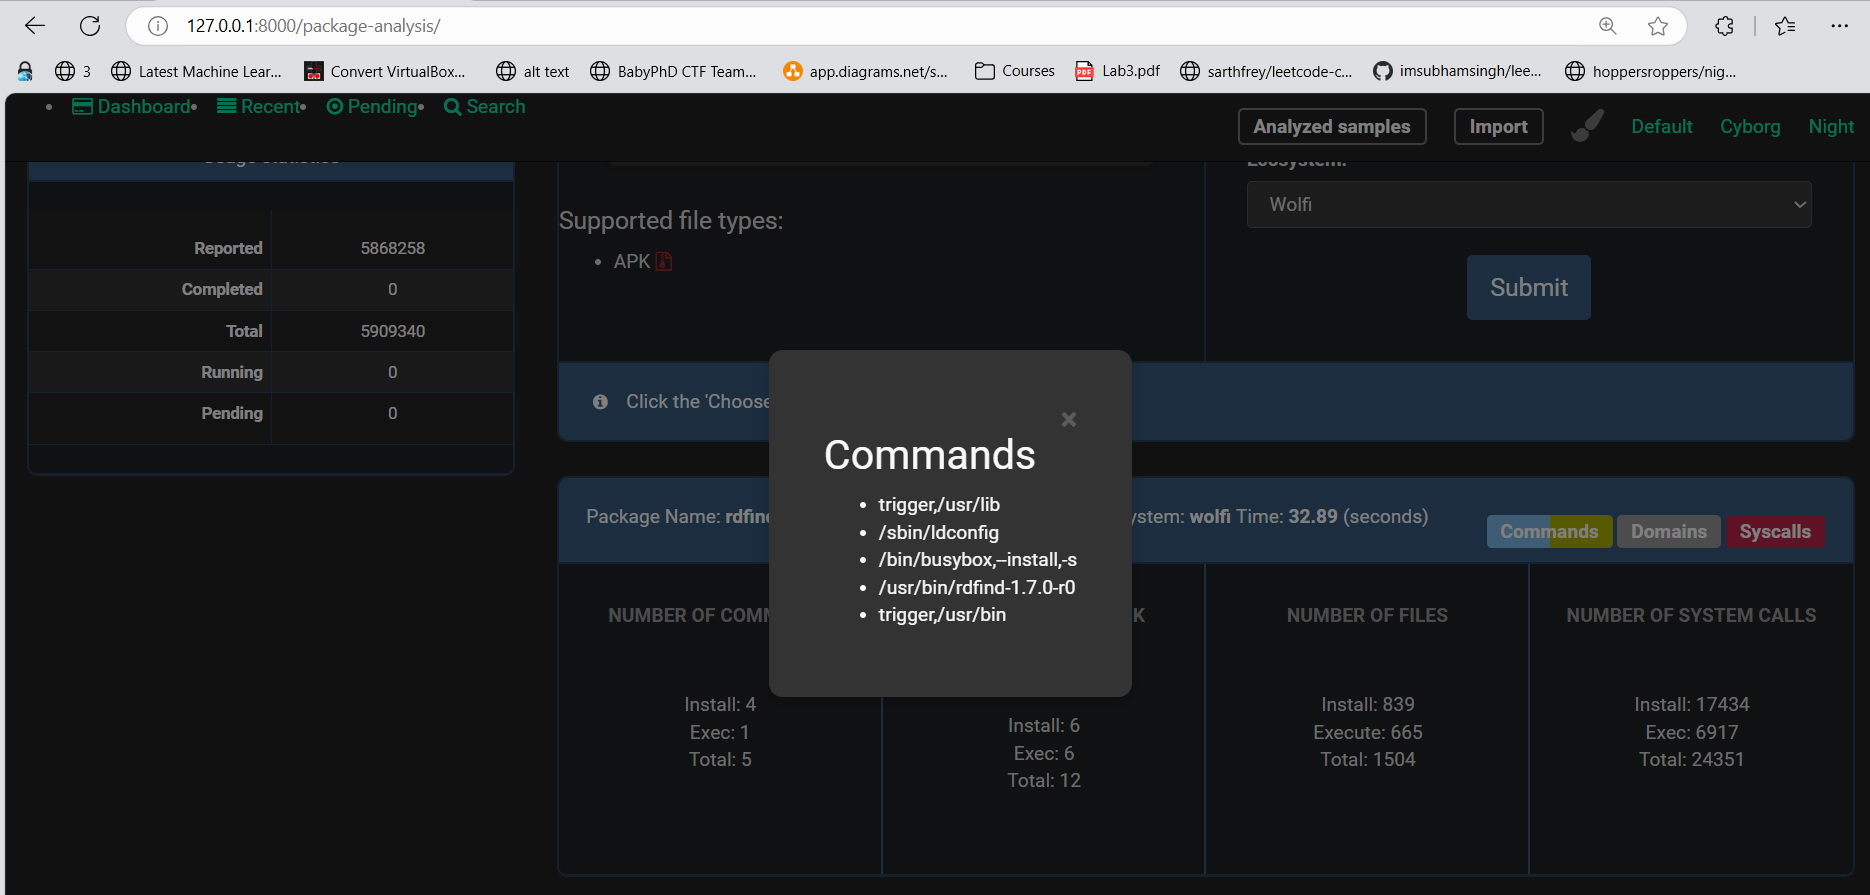 127.0.0.1:8000/package-analysis/
3
Latest Machine Lear...
Convert VirtualBox...
alt text
BabyPhD CTF Team...
app.diagrams.net/s...
Courses
Lab3.pdf
sarthfrey/leetcode-c...
imsubhamsingh/lee...
hoppersroppers/nig...
Dashboard
Recent
Pending
Search
Analyzed samples
Import
Default
Cyborg
Night
Usage Statistics
Reported 5868258
Completed 0
Total 5909340
Running 0
Pending 0
Supported file types:
APK
Ecosystem:
Wolfi
Submit
Click the 'Choose
Commands
trigger,/usr/lib
/sbin/ldconfig
/bin/busybox,--install,-s
/usr/bin/rdfind-1.7.0-r0
trigger,/usr/bin
Package Name: rdfind
ystem: wolfi Time: 32.89 (seconds)
Commands
Domains
Syscalls
NUMBER OF COMM
Install: 4
Exec: 1
Total: 5
K
Install: 6
Exec: 6
Total: 12
NUMBER OF FILES
Install: 839
Execute: 665
Total: 1504
NUMBER OF SYSTEM CALLS
Install: 17434
Exec: 6917
Total: 24351